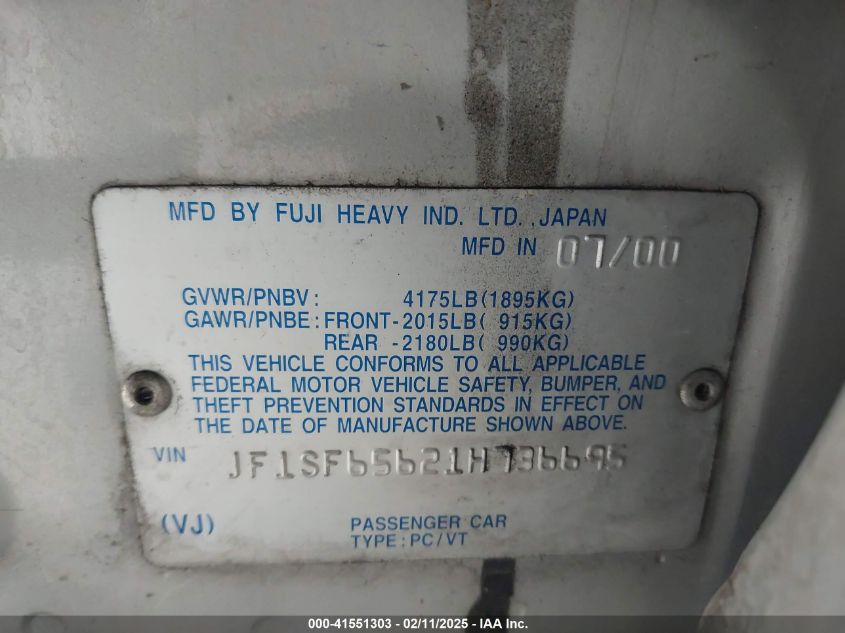 MFD BY FUJI HEAVY IND. LTD. JAPAN
MFD IN 07/00
GVWR/PNBV: 4175LB(1895KG)
GAWR/PNBE: FRONT-2015LB( 915KG)
REAR -2180LB( 990KG)
THIS VEHICLE CONFORMS TO ALL APPLICABLE
FEDERAL MOTOR VEHICLE SAFETY, BUMPER, AND
THEFT PREVENTION STANDARDS IN EFFECT ON
THE DATE OF MANUFACTURE SHOWN ABOVE.
VIN JF1SF65621H736695
(VJ) PASSENGER CAR
TYPE: PC/VT
000-41551303 - 02/11/2025 - IAA Inc.